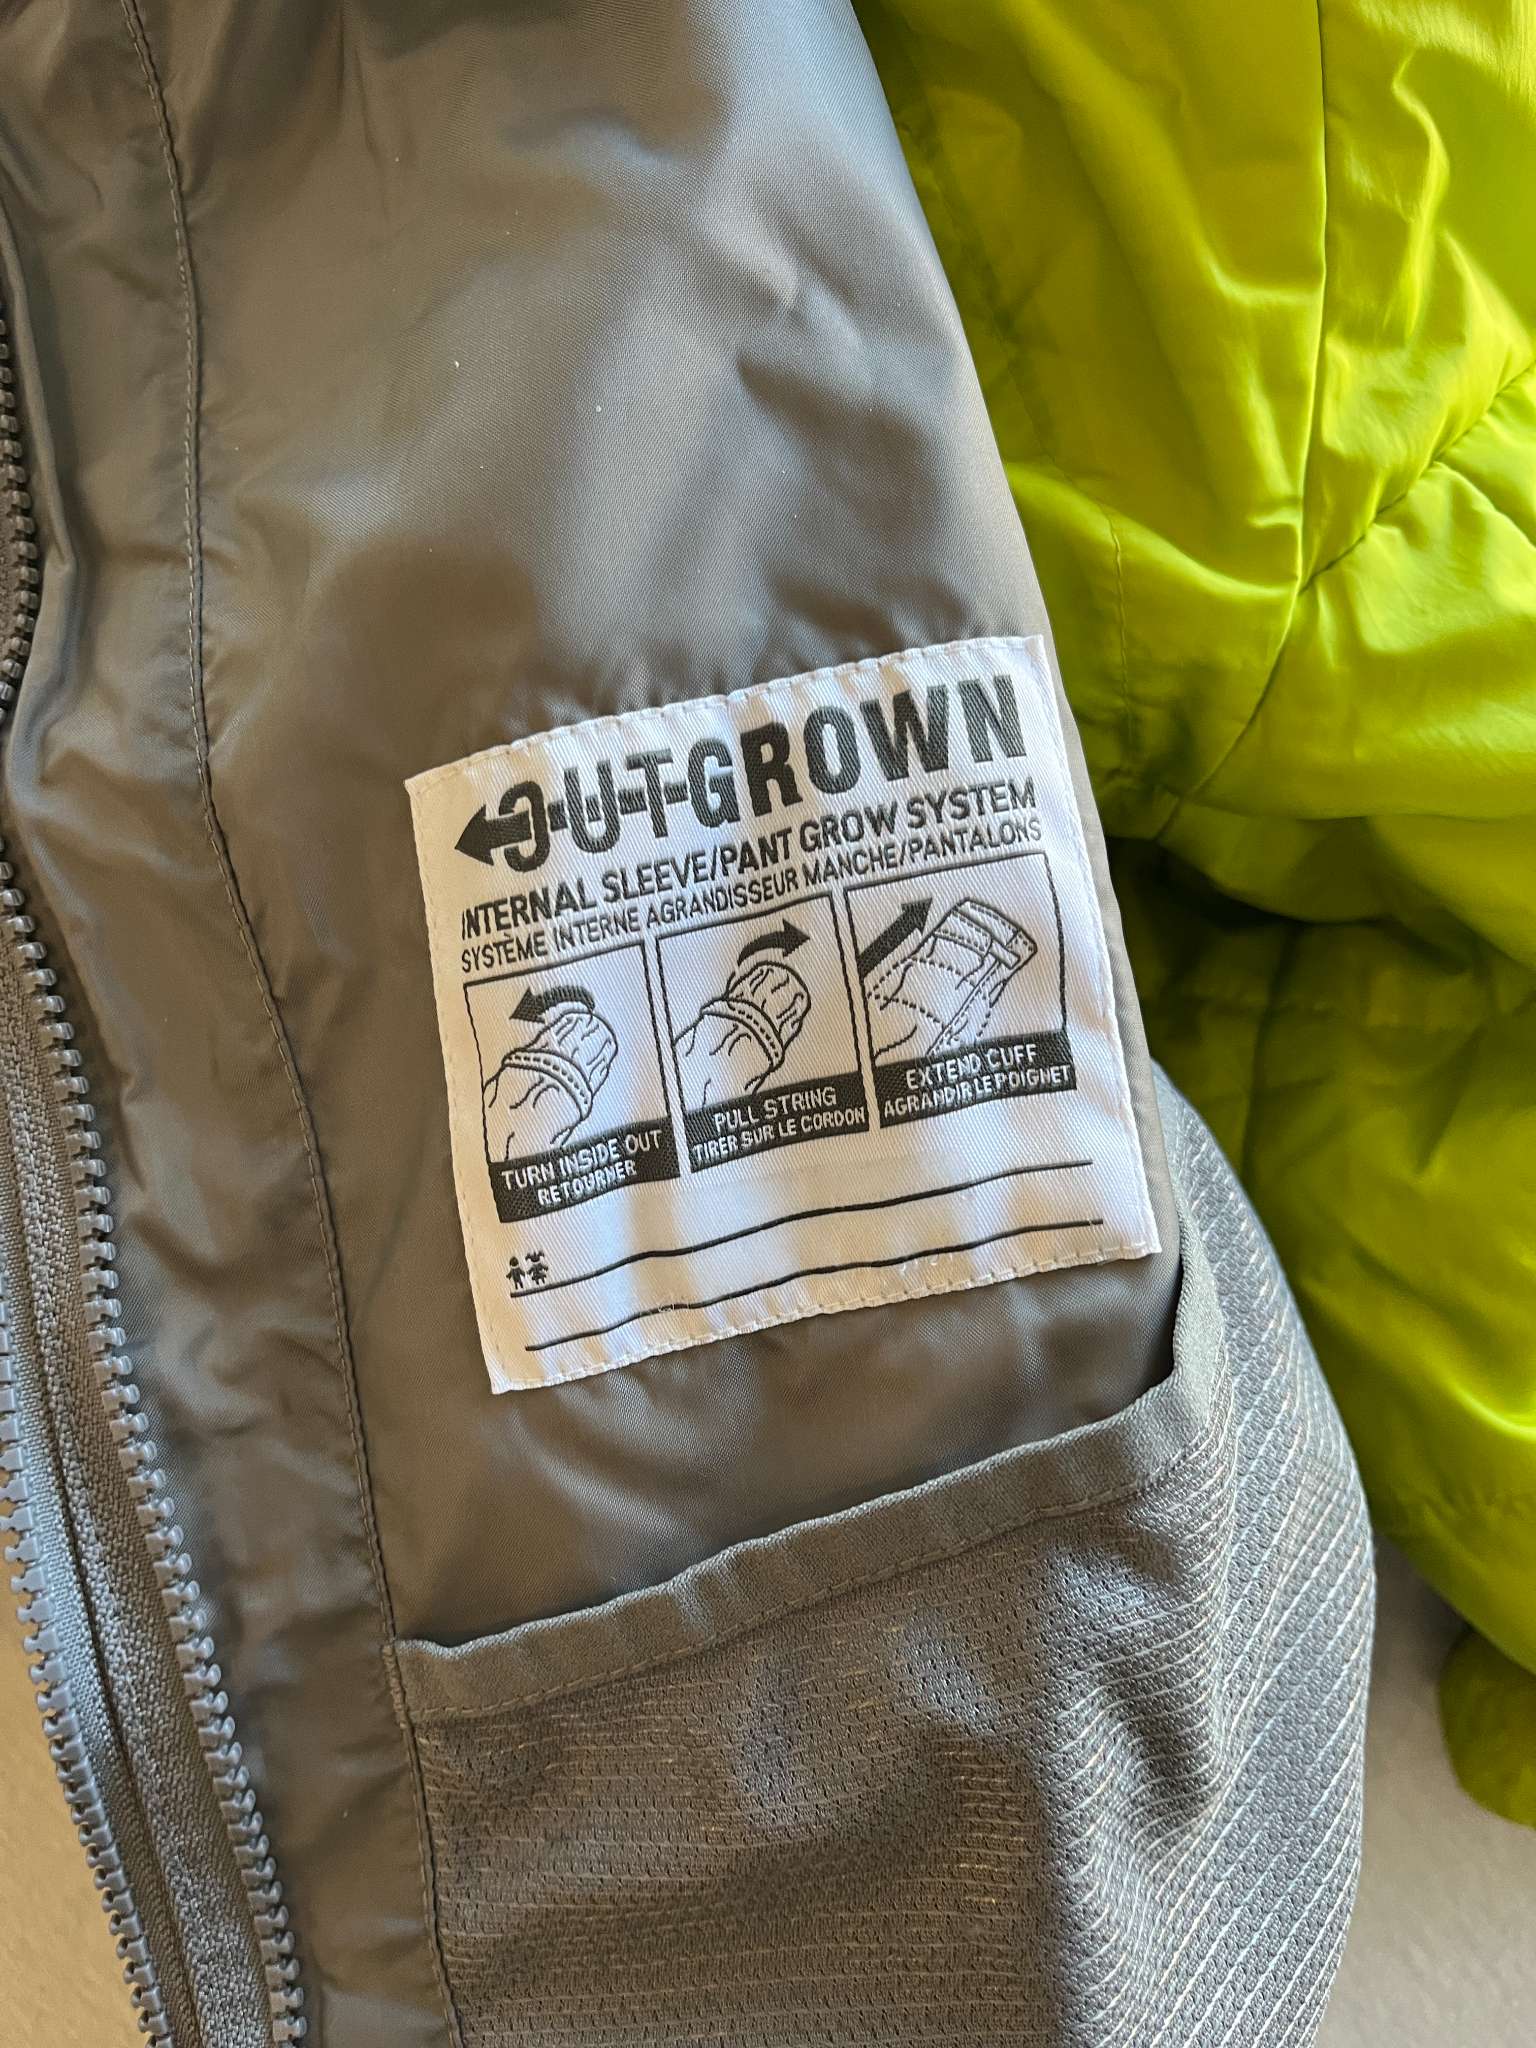 OUTGROWN
INTERNAL SLEEVE/PANT GROW SYSTEM
SYSTÈME INTERNE AGRANDISSEUR MANCHE/PANTALONS
TURN INSIDE OUT
RETOURNER
PULL STRING
TIRER SUR LE CORDON
EXTEND CUFF
AGRANDIR LE POIGNET